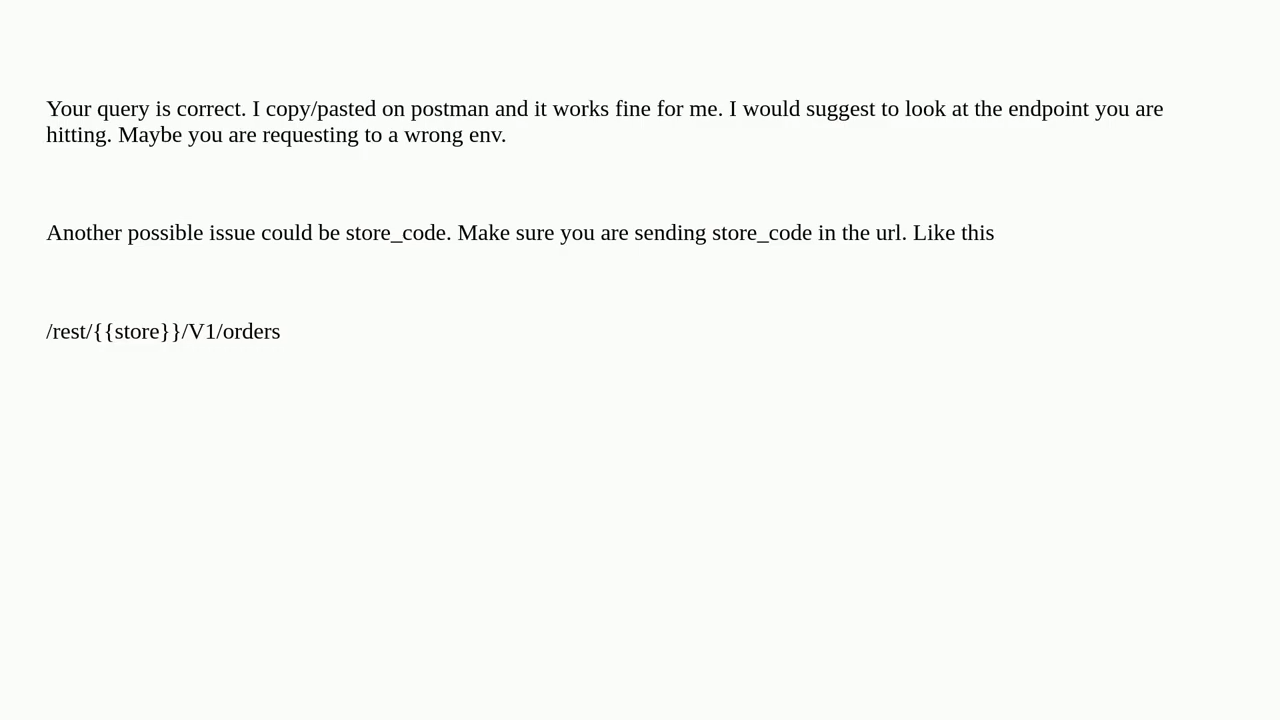 Your query is correct. I copy/pasted on postman and it works fine for me. I would suggest to look at the endpoint you are
hitting. Maybe you are requesting to a wrong env.
Another possible issue could be store_code. Make sure you are sending store_code in the url. Like this
/rest/{{store}}/V1/orders